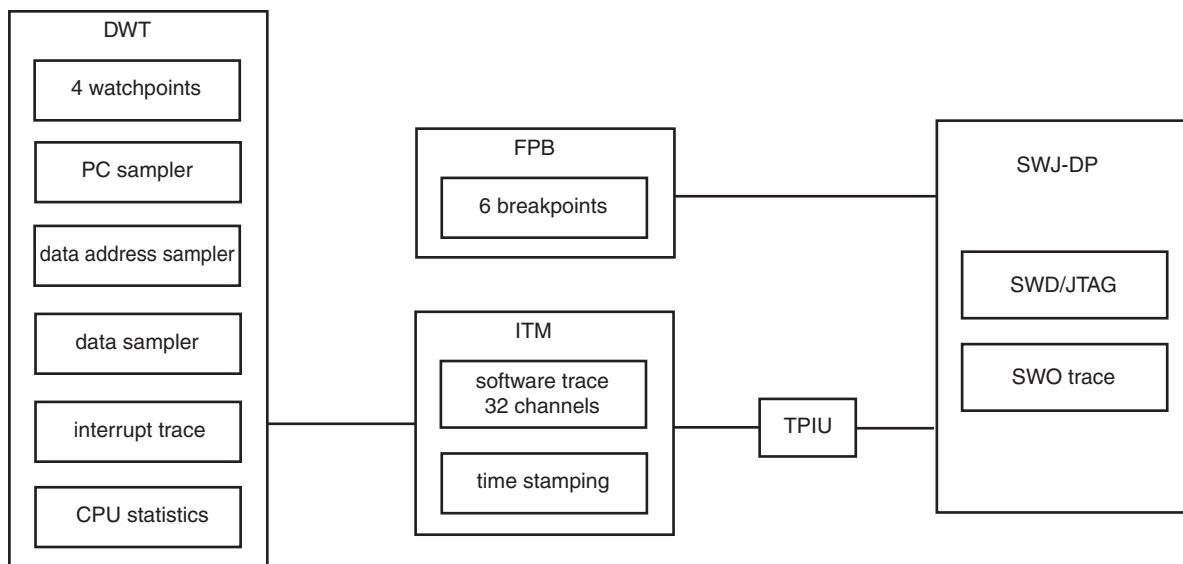 DWT
4 watchpoints
PC sampler
data address sampler
data sampler
interrupt trace
CPU statistics
FPB
6 breakpoints
ITM
software trace
32 channels
time stamping
TPIU
SWJ-DP
SWD/JTAG
SWO trace